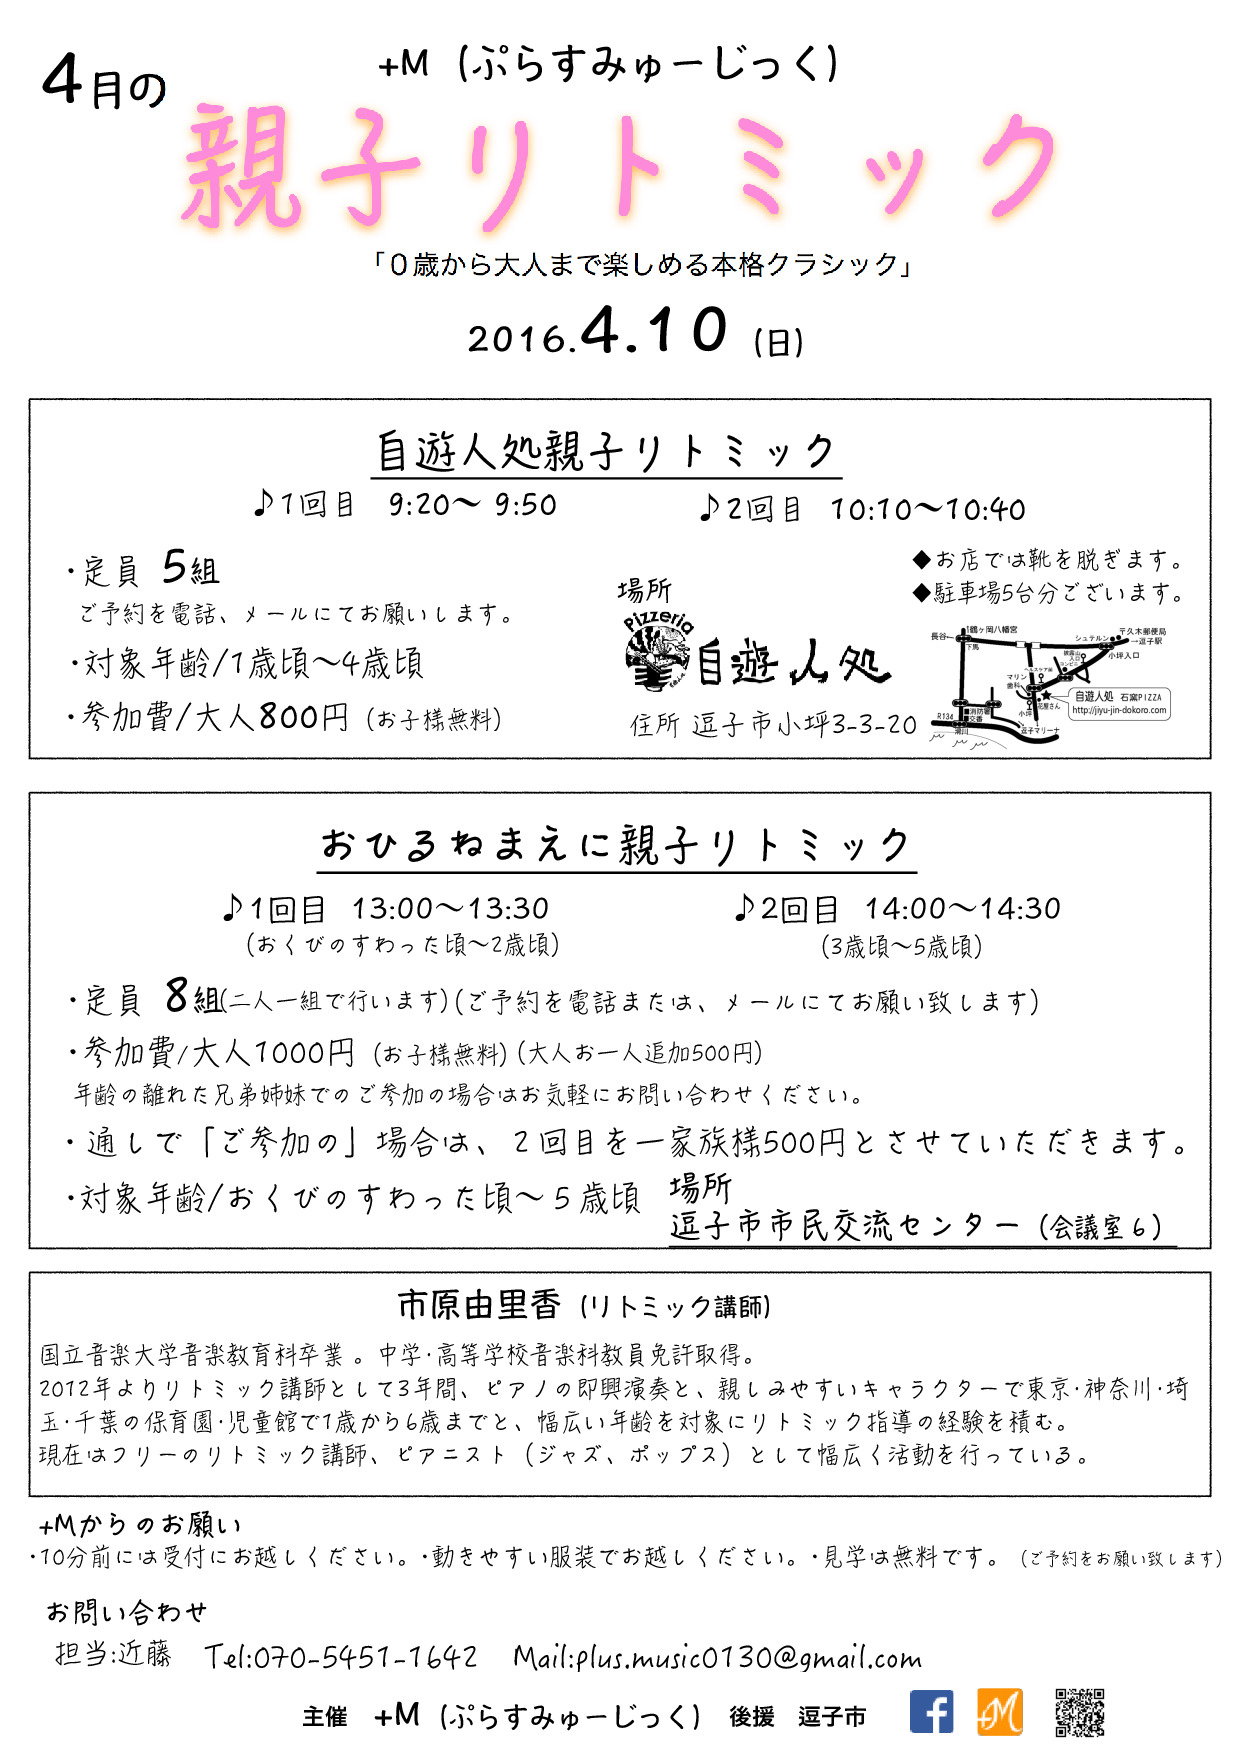 4月の
+M（ぷらすみゅーじっく）
親子リトミック
「０歳から大人まで楽しめる本格クラシック」
2016.4.10（日）
自遊人処親子リトミック
♪1回目　9:20〜 9:50
♪2回目　10:10〜10:40
・定員　5組
ご予約を電話、メールにてお願いします。
・対象年齢/1歳頃〜4歳頃
・参加費/大人800円（お子様無料）
◆お店では靴を脱ぎます。
◆駐車場5台分ございます。
場所
Pizzeria
自遊人処
住所 逗子市小坪3-3-20
鶴ヶ岡八幡宮
長谷
下馬
シュテルン
〒久木郵便局
逗子駅
小坪入口
マリン
歯科
小坪
花屋さん
自遊人処 石窯PIZZA
http://jiyu-jin-dokoro.com
R134
消防署
交番
滑川
逗子マリーナ
おひるねまえに親子リトミック
♪1回目　13:00〜13:30
（おくびのすわった頃〜2歳頃）
♪2回目　14:00〜14:30
（3歳頃〜5歳頃）
・定員　8組(二人一組で行います)(ご予約を電話または、メールにてお願い致します)
・参加費/大人1000円（お子様無料）（大人お一人追加500円）
年齢の離れた兄弟姉妹でのご参加の場合はお気軽にお問い合わせください。
・通しで「ご参加の」場合は、２回目を一家族様500円とさせていただきます。
・対象年齢/おくびのすわった頃〜５歳頃
場所
逗子市市民交流センター（会議室６）
市原由里香（リトミック講師）
国立音楽大学音楽教育科卒業 。中学・高等学校音楽科教員免許取得。
2012年よりリトミック講師として3年間、ピアノの即興演奏と、親しみやすいキャラクターで東京・神奈川・埼
玉・千葉の保育園・児童館で1歳から6歳までと、幅広い年齢を対象にリトミック指導の経験を積む。
現在はフリーのリトミック講師、ピアニスト（ジャズ、ポップス）として幅広く活動を行っている。
+Mからのお願い
・10分前には受付にお越しください。・動きやすい服装でお越しください。・見学は無料です。（ご予約をお願い致します）
お問い合わせ
担当:近藤　Tel:070-5451-1642　Mail:plus.music0130@gmail.com
主催　+M（ぷらすみゅーじっく）　後援　逗子市
f
+M